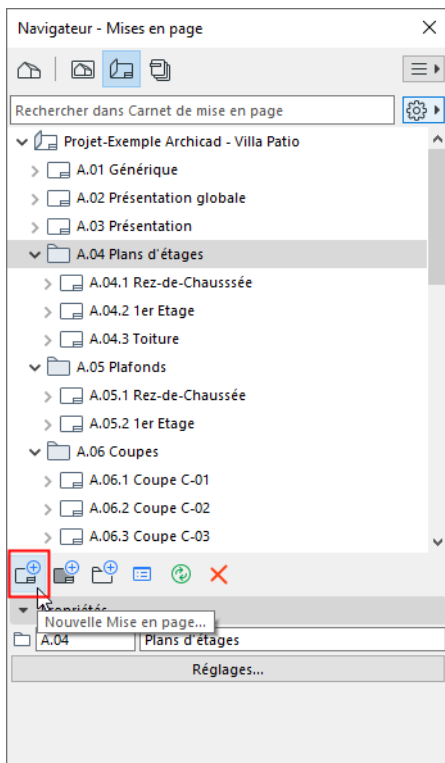 Navigateur - Mises en page
Rechercher dans Carnet de mise en page
Projet-Exemple Archicad - Villa Patio
A.01 Générique
A.02 Présentation globale
A.03 Présentation
A.04 Plans d'étages
A.04.1 Rez-de-Chausssée
A.04.2 1er Etage
A.04.3 Toiture
A.05 Plafonds
A.05.1 Rez-de-Chaussée
A.05.2 1er Etage
A.06 Coupes
A.06.1 Coupe C-01
A.06.2 Coupe C-02
A.06.3 Coupe C-03
Propriétés
Nouvelle Mise en page...
A.04 Plans d'étages
Réglages...